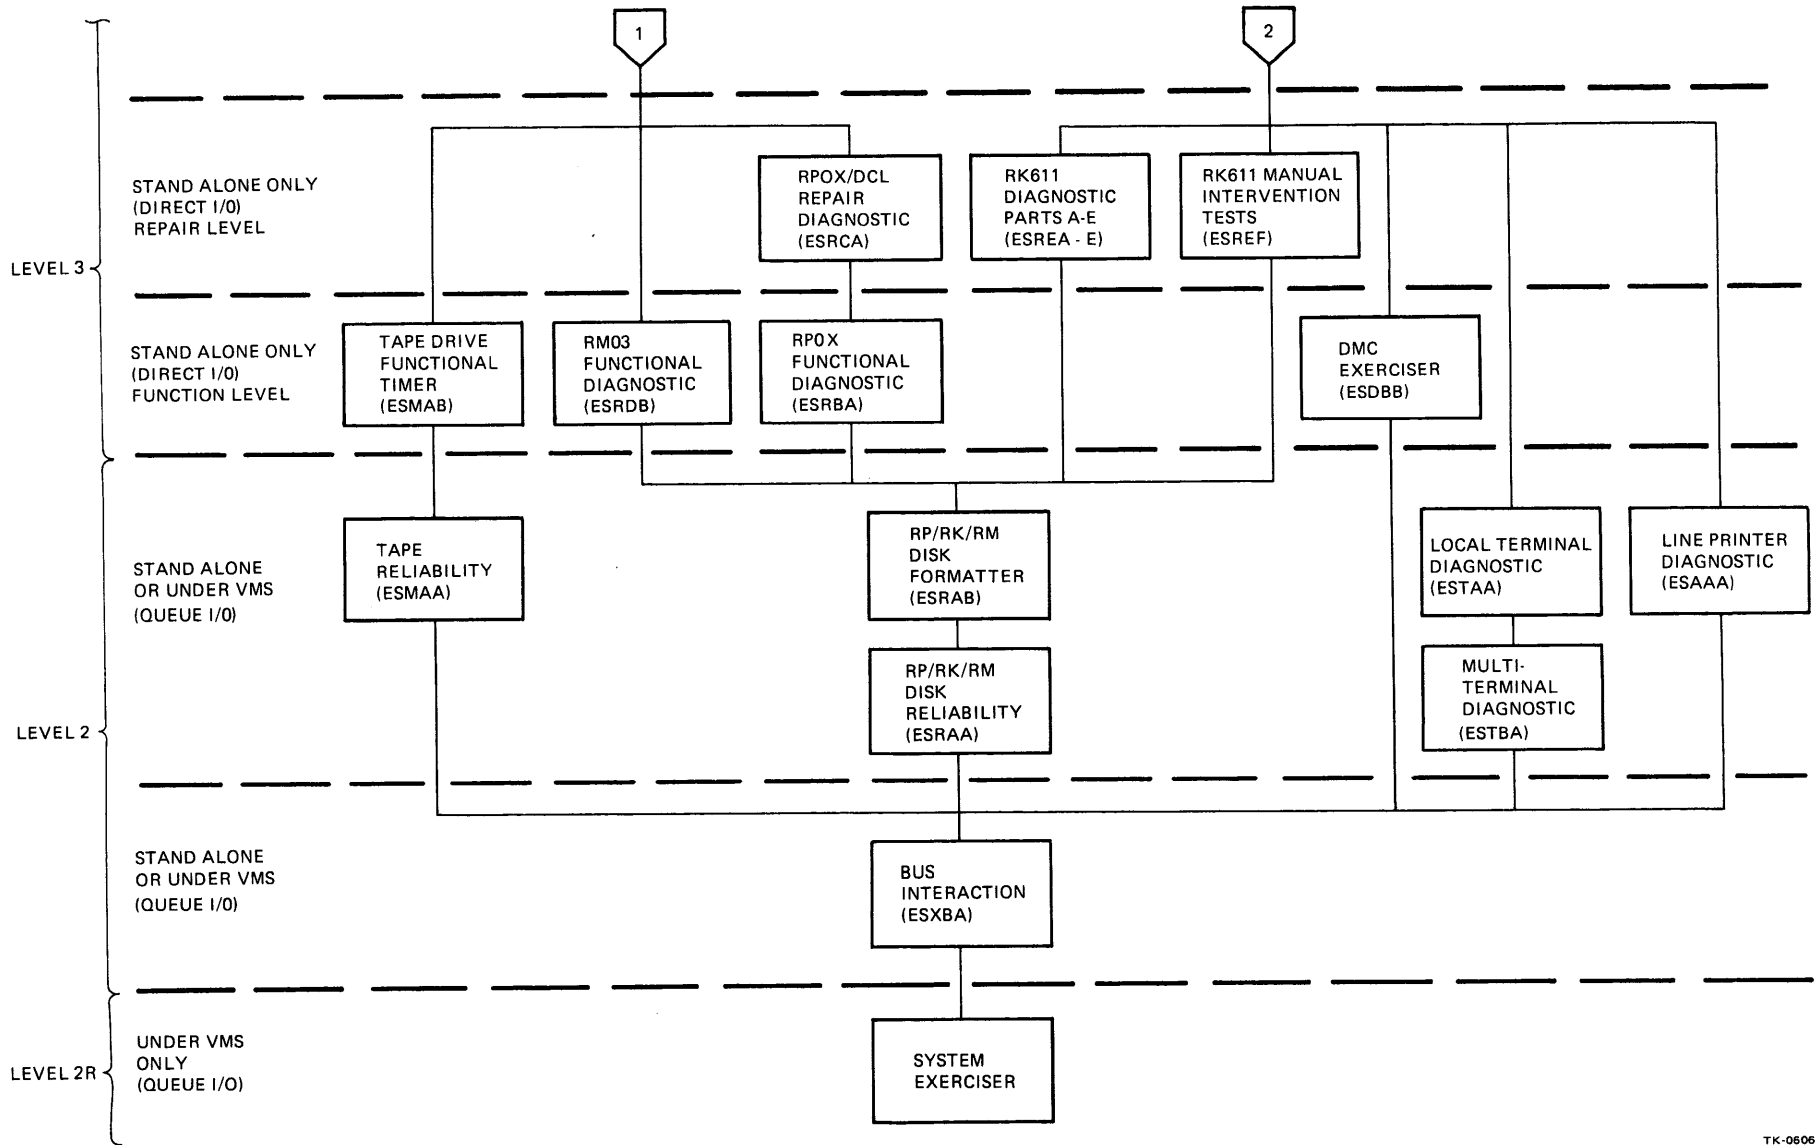 1
2
STAND ALONE ONLY
(DIRECT I/O)
REPAIR LEVEL
RPOX/DCL
REPAIR
DIAGNOSTIC
(ESRCA)
RK611
DIAGNOSTIC
PARTS A-E
(ESREA - E)
RK611 MANUAL
INTERVENTION
TESTS
(ESREF)
LEVEL 3
STAND ALONE ONLY
(DIRECT I/O)
FUNCTION LEVEL
TAPE DRIVE
FUNCTIONAL
TIMER
(ESMAB)
RM03
FUNCTIONAL
DIAGNOSTIC
(ESRDB)
RP0X
FUNCTIONAL
DIAGNOSTIC
(ESRBA)
DMC
EXERCISER
(ESDBB)
STAND ALONE
OR UNDER VMS
(QUEUE I/O)
TAPE
RELIABILITY
(ESMAA)
RP/RK/RM
DISK
FORMATTER
(ESRAB)
LOCAL TERMINAL
DIAGNOSTIC
(ESTAA)
LINE PRINTER
DIAGNOSTIC
(ESAAA)
RP/RK/RM
DISK
RELIABILITY
(ESRAA)
MULTI-
TERMINAL
DIAGNOSTIC
(ESTBA)
LEVEL 2
STAND ALONE
OR UNDER VMS
(QUEUE I/O)
BUS
INTERACTION
(ESXBA)
UNDER VMS
ONLY
(QUEUE I/O)
LEVEL 2R
SYSTEM
EXERCISER
TK-0606